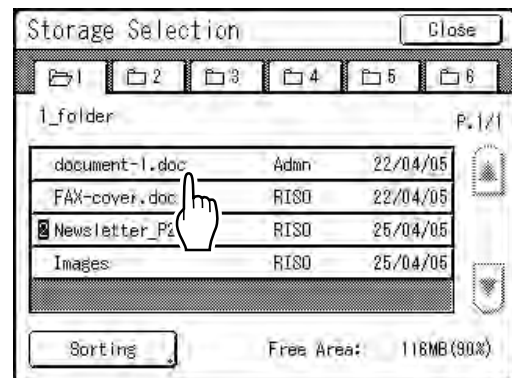 Storage Selection Close
1 2 3 4 5 6
1_folder P.1/1
document-1.doc Admn 22/04/05
FAX-cover.doc RISO 22/04/05
2 Newsletter_P2 RISO 25/04/05
Images RISO 25/04/05
Sorting Free Area: 116MB(90%)